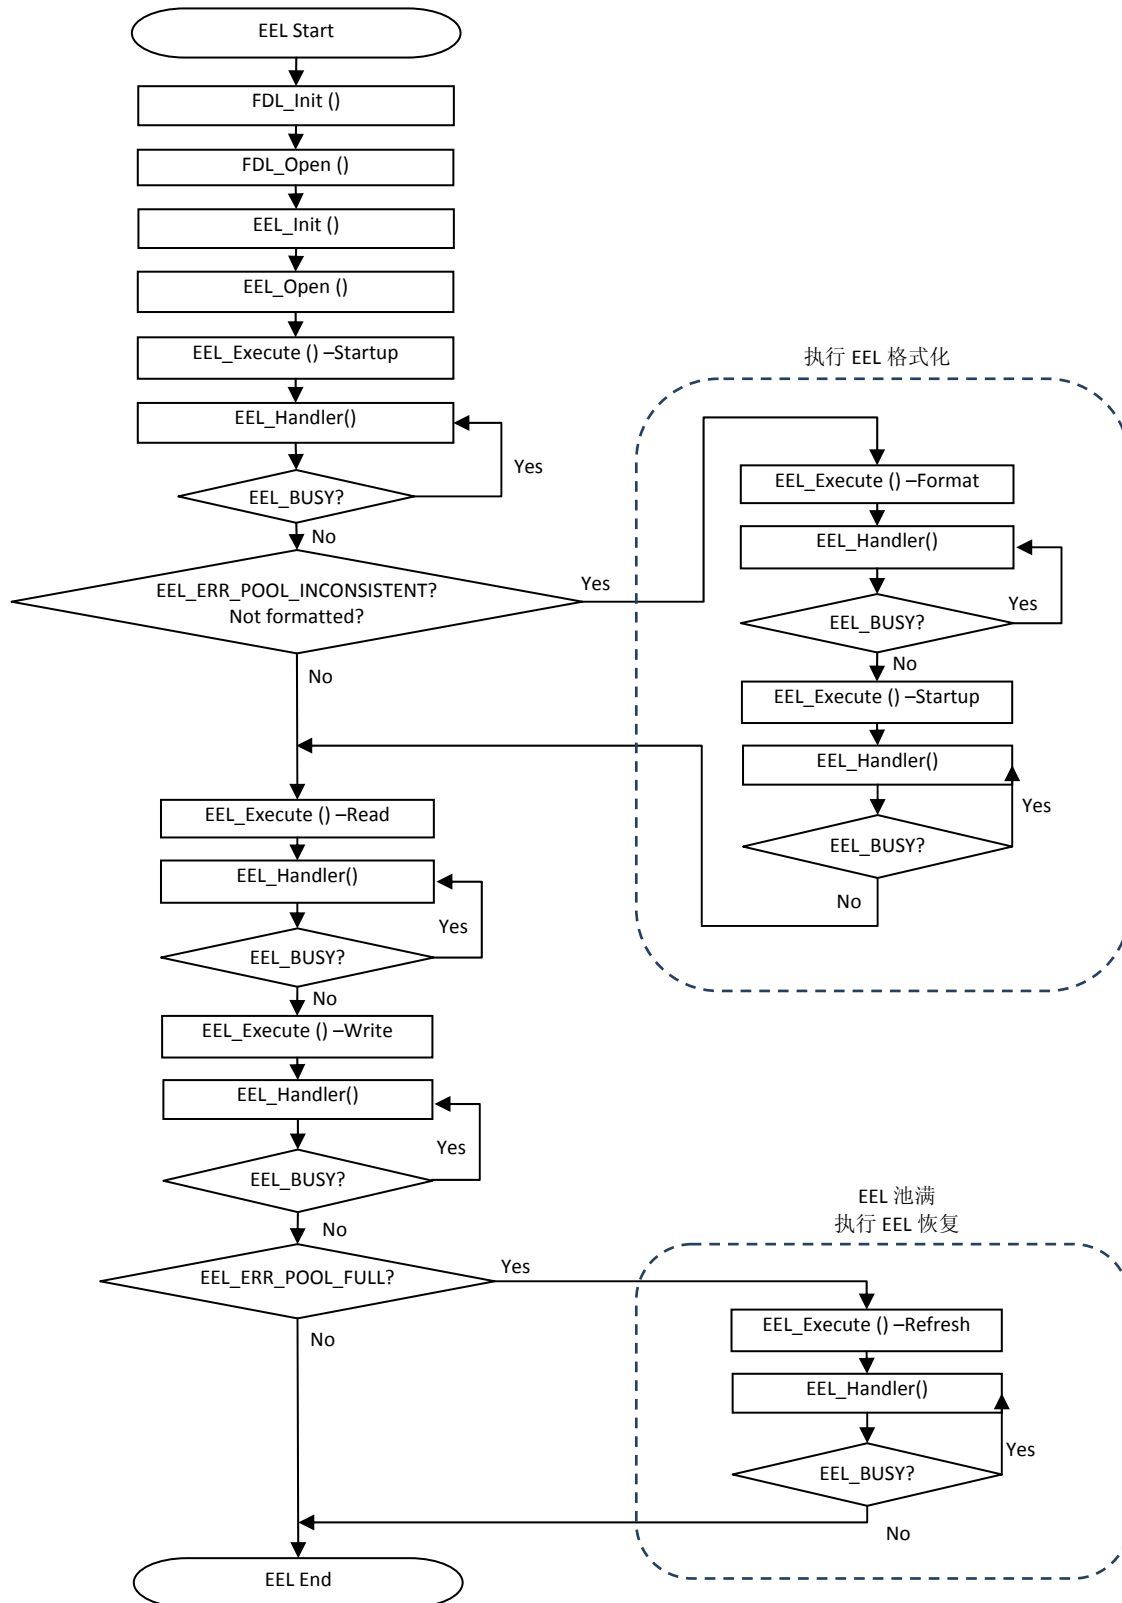 EEL Start
FDL_Init ()
FDL_Open ()
EEL_Init ()
EEL_Open ()
EEL_Execute () –Startup
EEL_Handler()
Yes
EEL_BUSY?
No
EEL_ERR_POOL_INCONSISTENT?
Not formatted?
Yes
No
执行 EEL 格式化
EEL_Execute () –Format
EEL_Handler()
Yes
EEL_BUSY?
No
EEL_Execute () –Startup
EEL_Handler()
Yes
EEL_BUSY?
No
EEL_Execute () –Read
EEL_Handler()
Yes
EEL_BUSY?
No
EEL_Execute () –Write
EEL_Handler()
Yes
EEL_BUSY?
No
EEL_ERR_POOL_FULL?
Yes
No
EEL 池满
执行 EEL 恢复
EEL_Execute () –Refresh
EEL_Handler()
Yes
EEL_BUSY?
No
EEL End